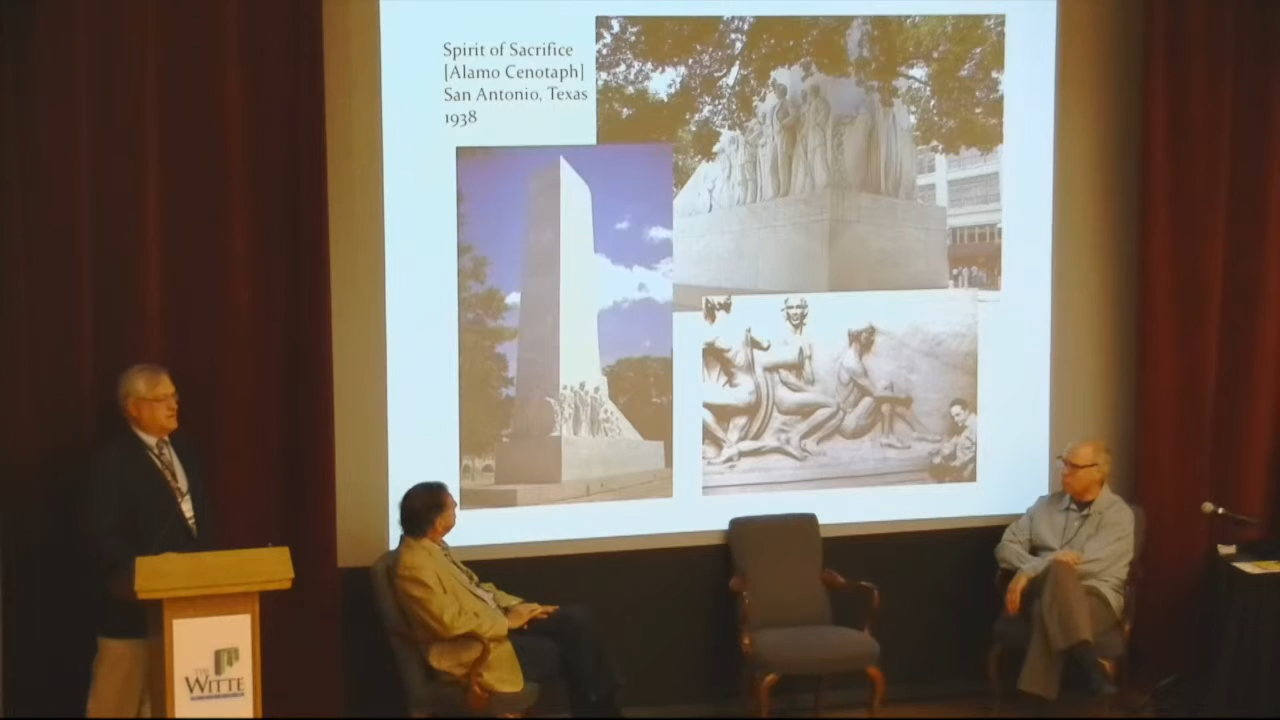 Spirit of Sacrifice
[Alamo Cenotaph]
San Antonio, Texas
1938
THE
WITTE